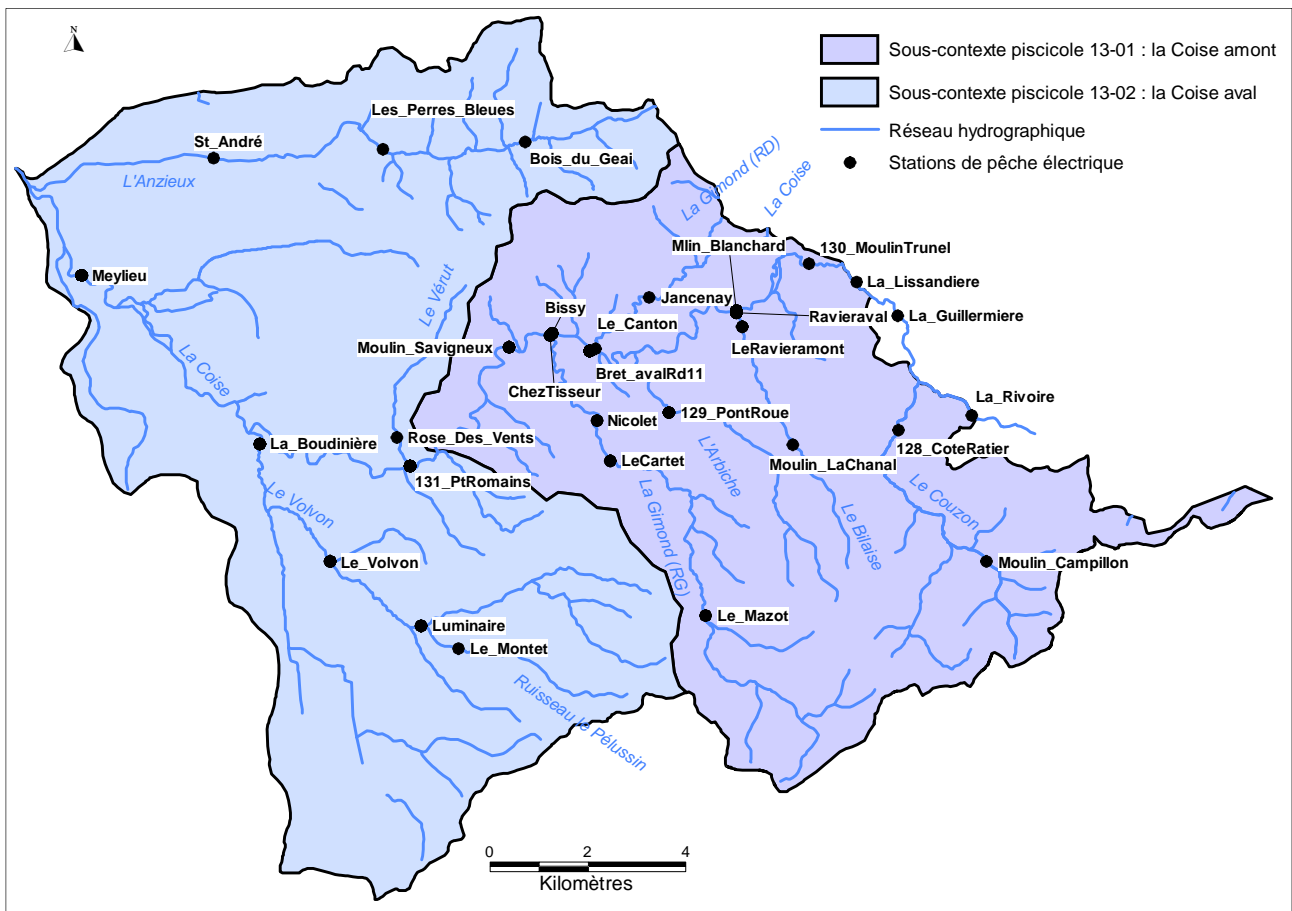 N
Sous-contexte piscicole 13-01 : la Coise amont
Sous-contexte piscicole 13-02 : la Coise aval
Réseau hydrographique
Stations de pêche électrique
Les_Perres_Bleues
St_André
Bois_du_Geai
L'Anzieux
La Gimond (RD)
La Coise
Mlin_Blanchard
130_MoulinTrunel
Meylieu
La_Lissandiere
Le Vérut
Jancenay
Bissy
Le_Canton
Ravieraval
La_Guillermiere
Moulin_Savigneux
LeRavieramont
Bret_avalRd11
La Coise
ChezTisseur
La_Rivoire
Nicolet
129_PontRoue
Rose_Des_Vents
La_Boudinière
128_CoteRatier
LeCartet
L'Arbiche
Moulin_LaChanal
131_PtRomains
Le Volvon
La Gimond (RG)
Le Bilaise
Le Couzon
Le_Volvon
Moulin_Campillon
Le_Mazot
Luminaire
Le_Montet
Ruisseau le Pélussin
0 2 4
Kilomètres